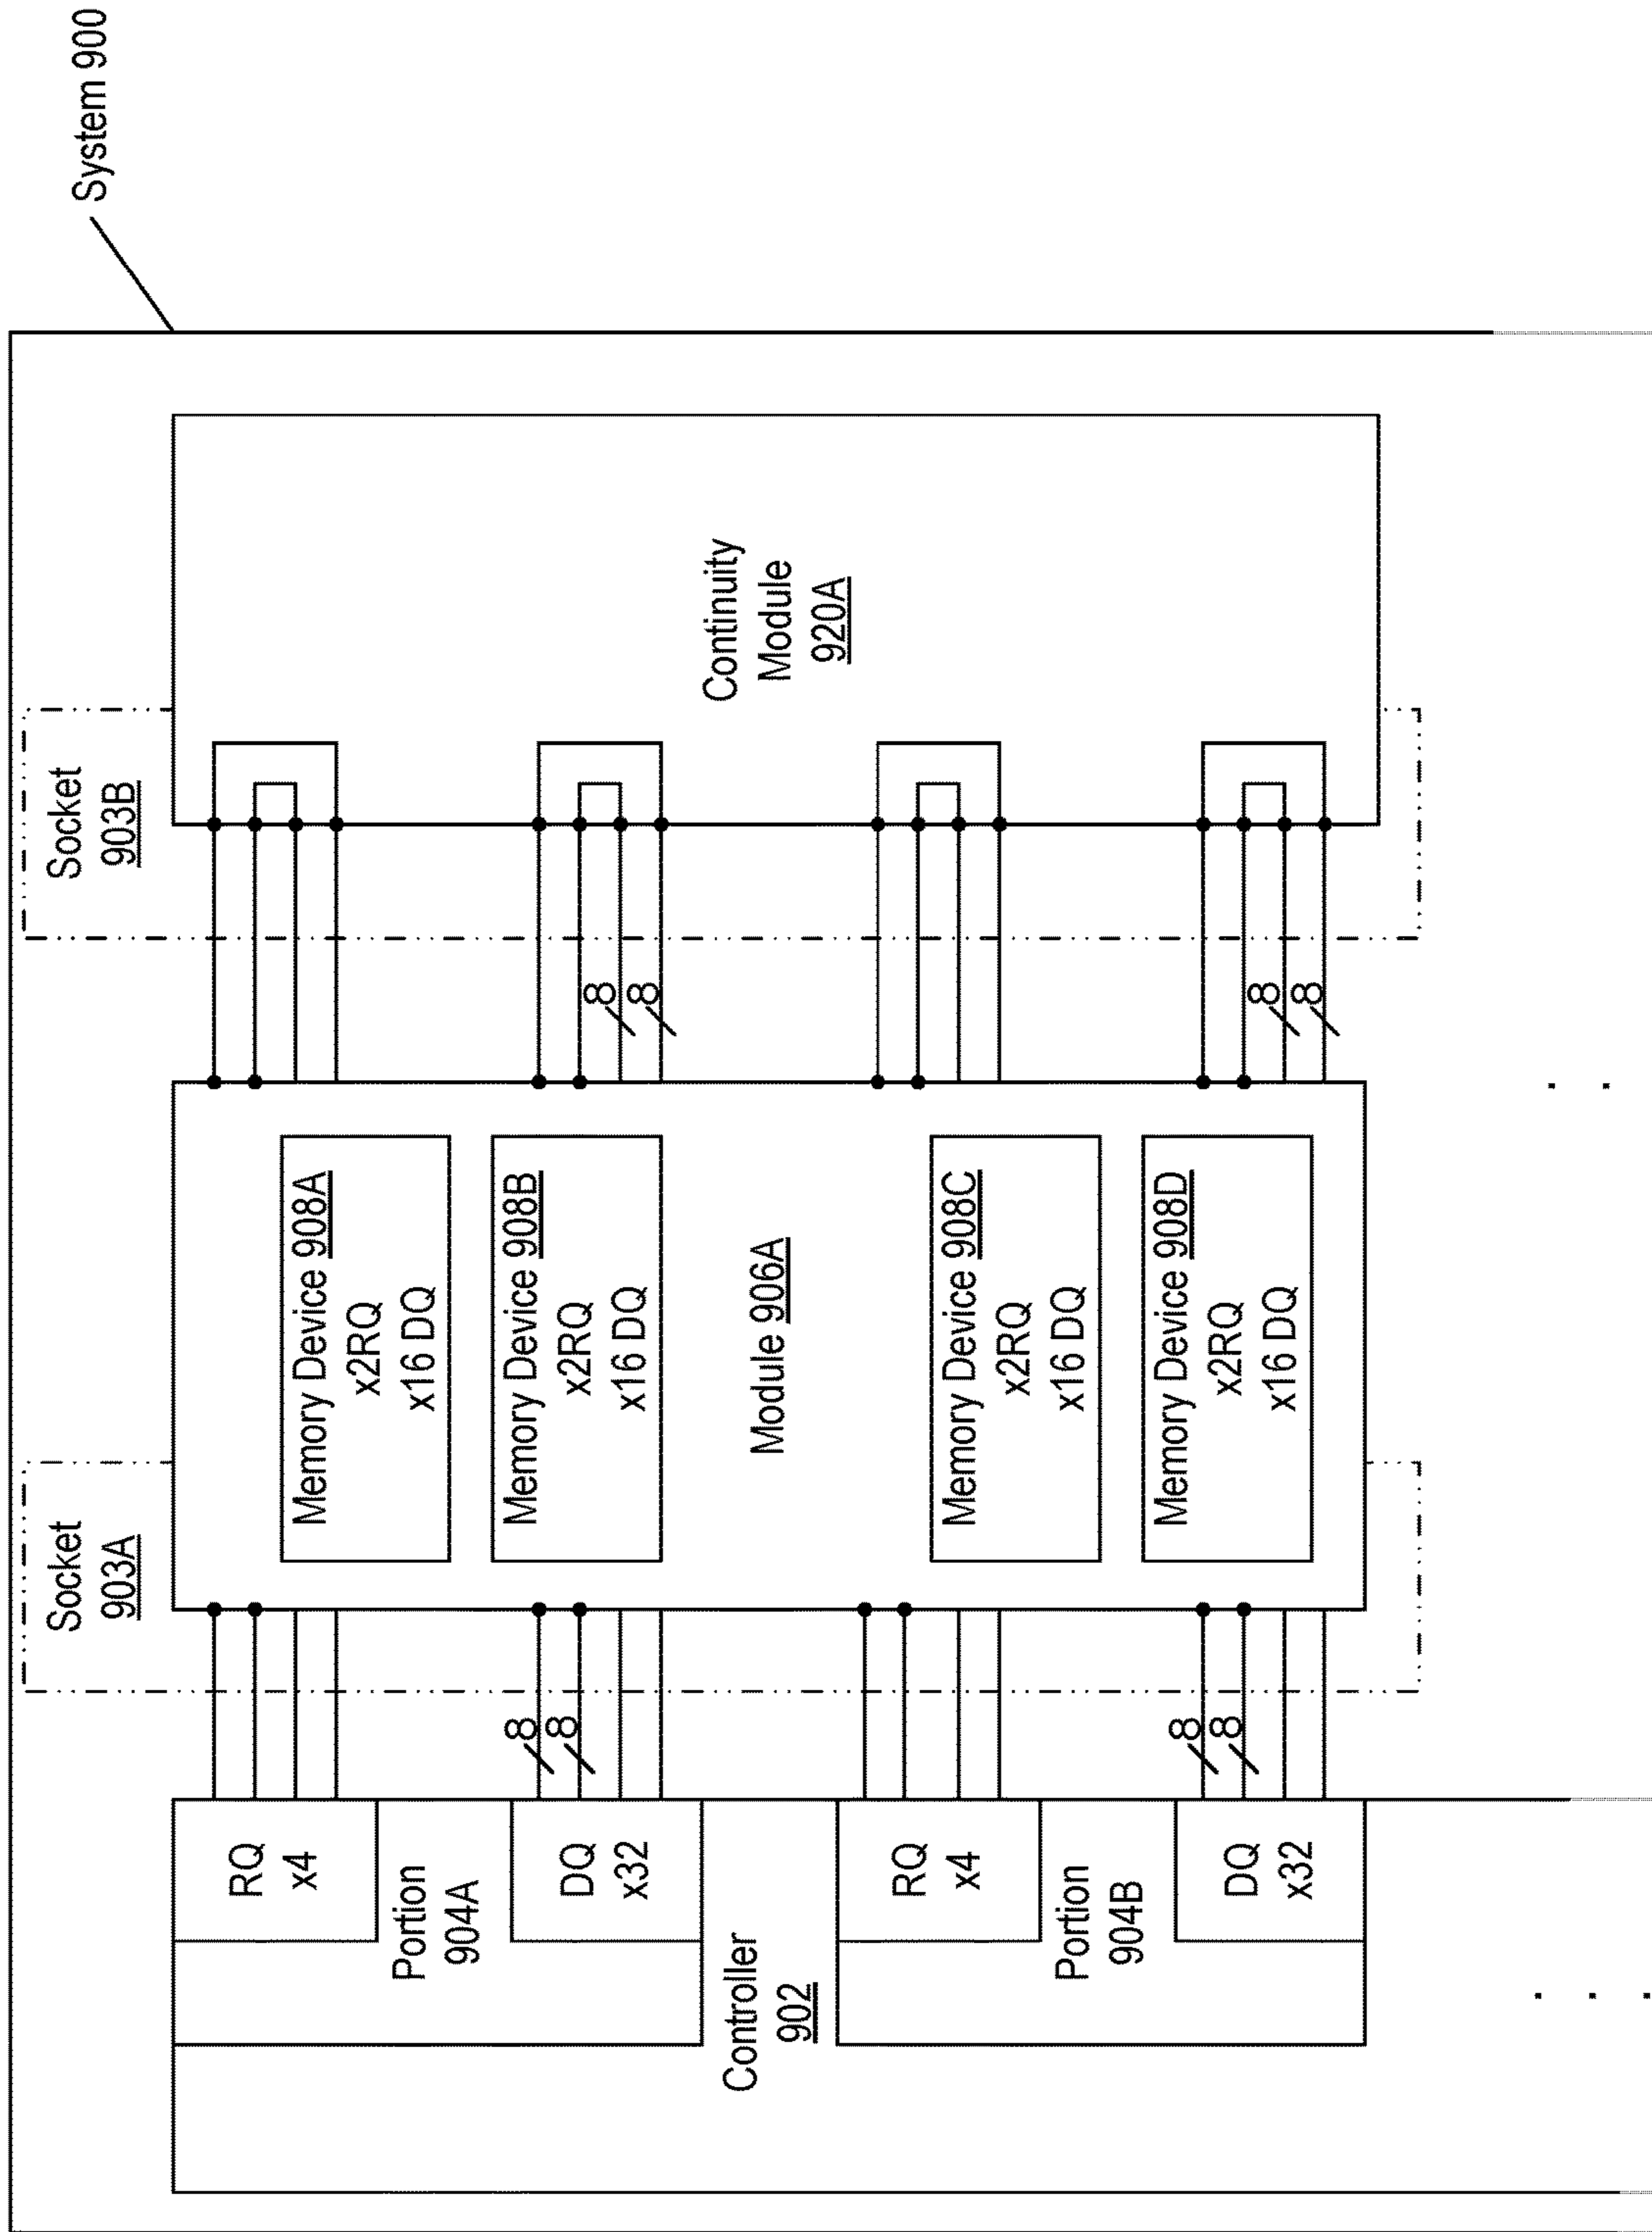 System 900
Socket
903A
Socket
903B
RQ
x4
Portion
904A
DQ
x32
Controller
902
RQ
x4
Portion
904B
DQ
x32
8
8
8
8
Memory Device 908A
x2RQ
x16 DQ
Memory Device 908B
x2RQ
x16 DQ
Module 906A
Memory Device 908C
x2RQ
x16 DQ
Memory Device 908D
x2RQ
x16 DQ
8
8
8
8
Continuity
Module
920A